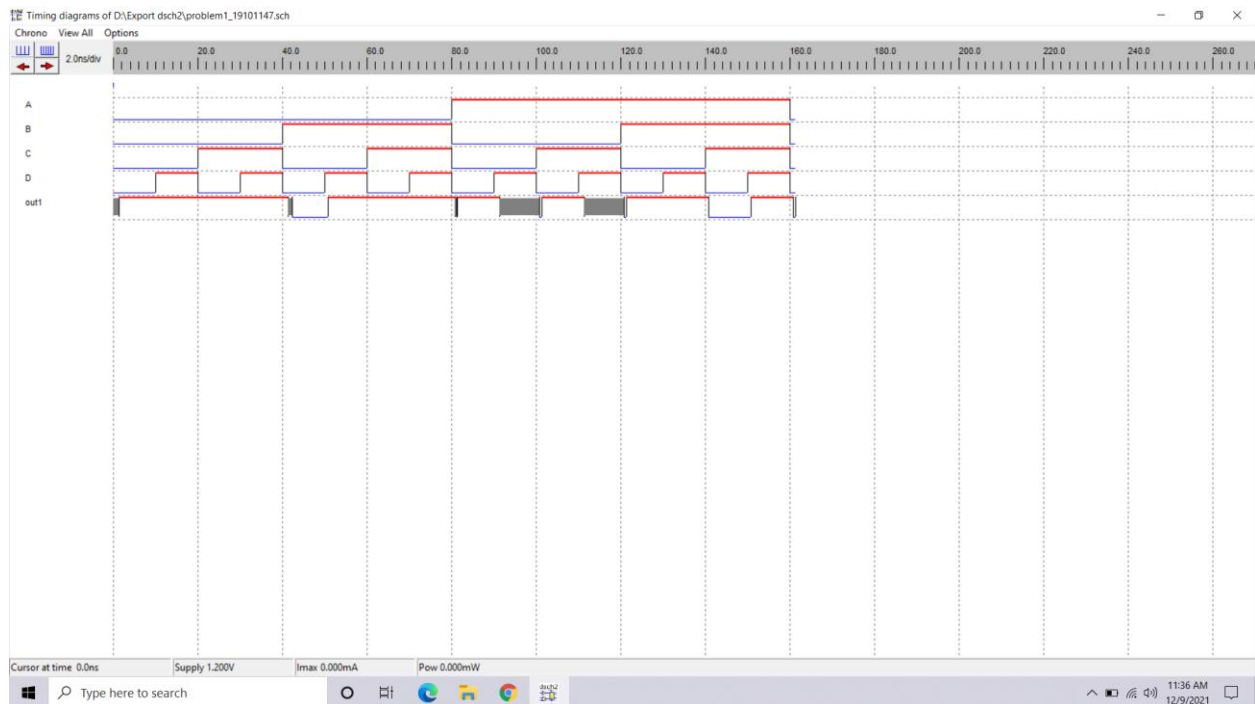 Timing diagrams of D:\Export dsch2\problem1_19101147.sch
Chrono View All Options
2.0ns/div 0.0 20.0 40.0 60.0 80.0 100.0 120.0 140.0 160.0 180.0 200.0 220.0 240.0 260.0
A
B
C
D
out1
Cursor at time 0.0ns Supply 1.200V Imax 0.000mA Pow 0.000mW
Type here to search dsch2 11:36 AM
12/9/2021